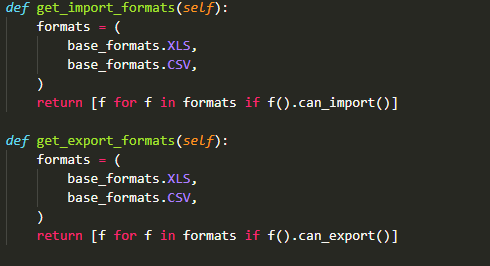 def get_import_formats(self):
    formats = (
        base_formats.XLS,
        base_formats.CSV,
    )
    return [f for f in formats if f().can_import()]

def get_export_formats(self):
    formats = (
        base_formats.XLS,
        base_formats.CSV,
    )
    return [f for f in formats if f().can_export()]